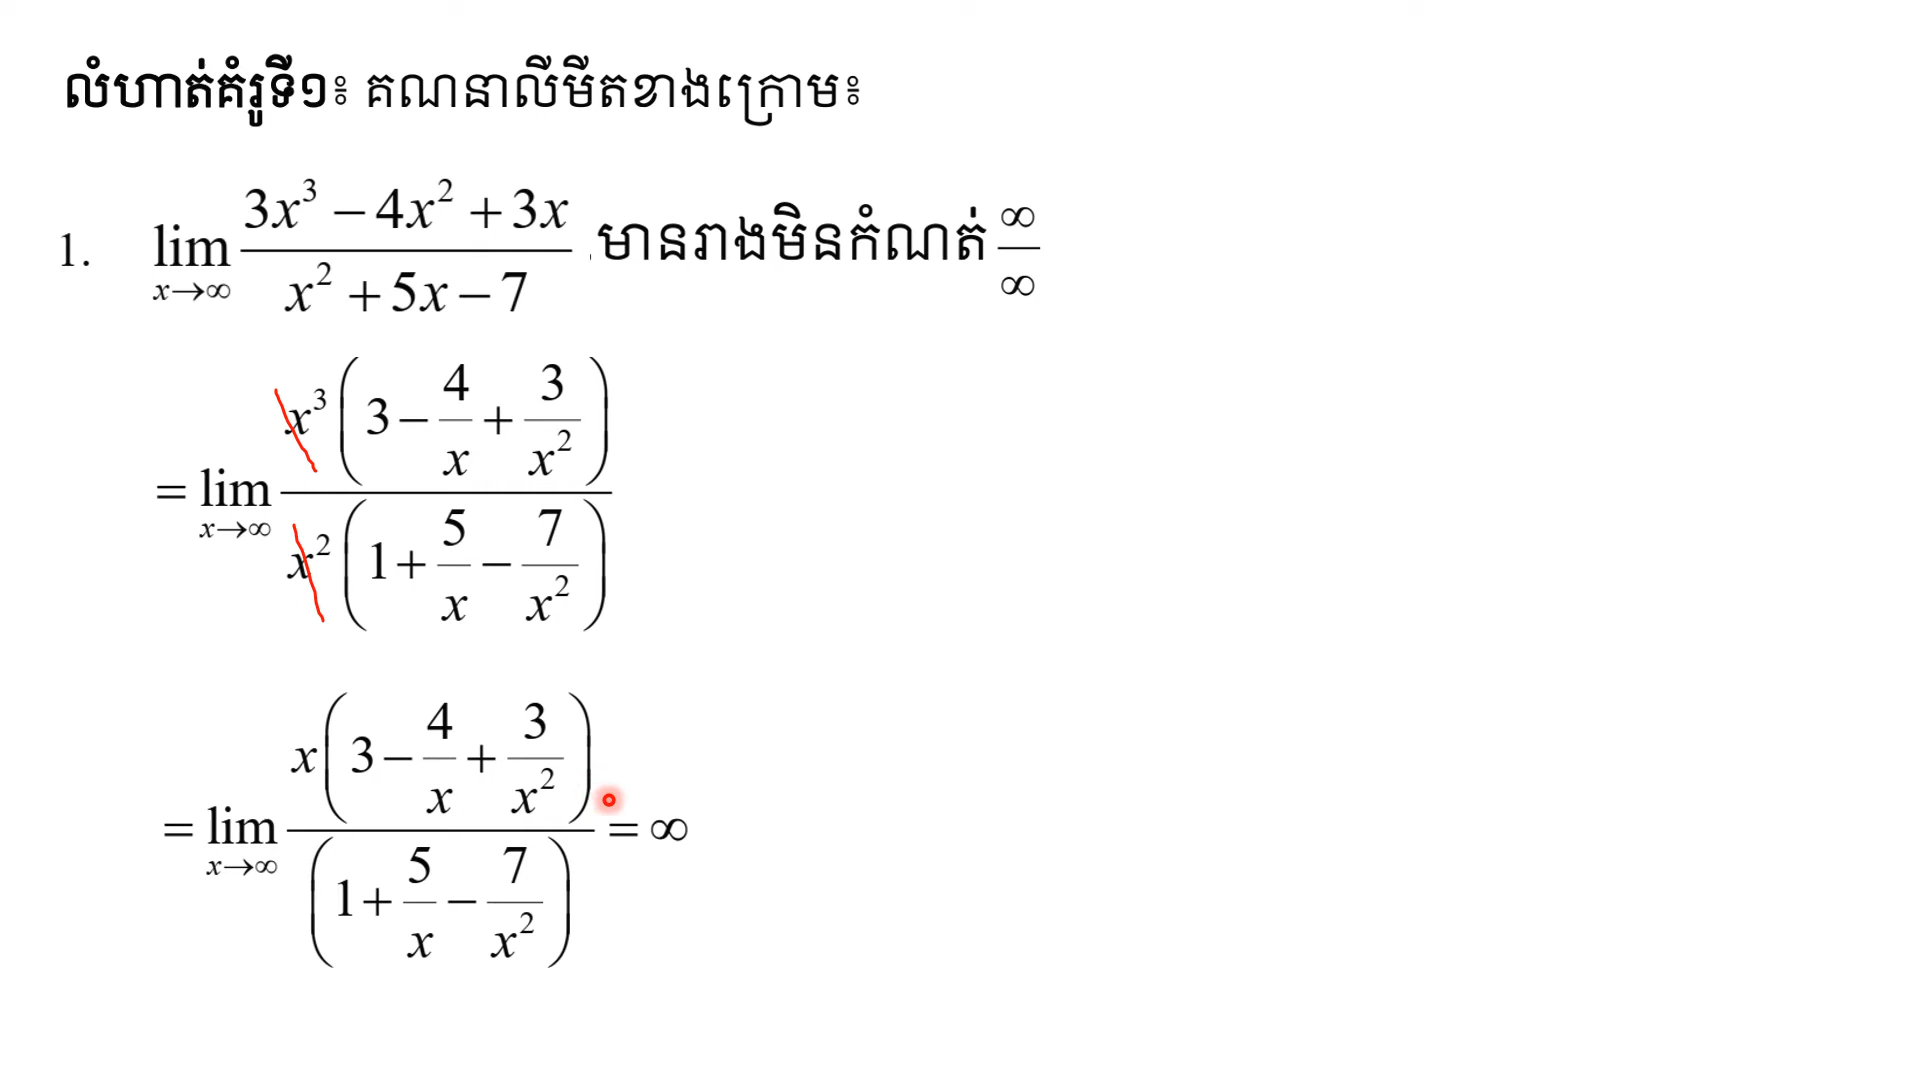 លំហាត់គំរូទី១៖ គណនាលីមីតខាងក្រោម៖
1. lim_{x→∞} (3x³ − 4x² + 3x)/(x² + 5x − 7) .មានរាងមិនកំណត់ ∞/∞
= lim_{x→∞} x³(3 − 4/x + 3/x²) / x²(1 + 5/x − 7/x²)
= lim_{x→∞} x(3 − 4/x + 3/x²) / (1 + 5/x − 7/x²) = ∞